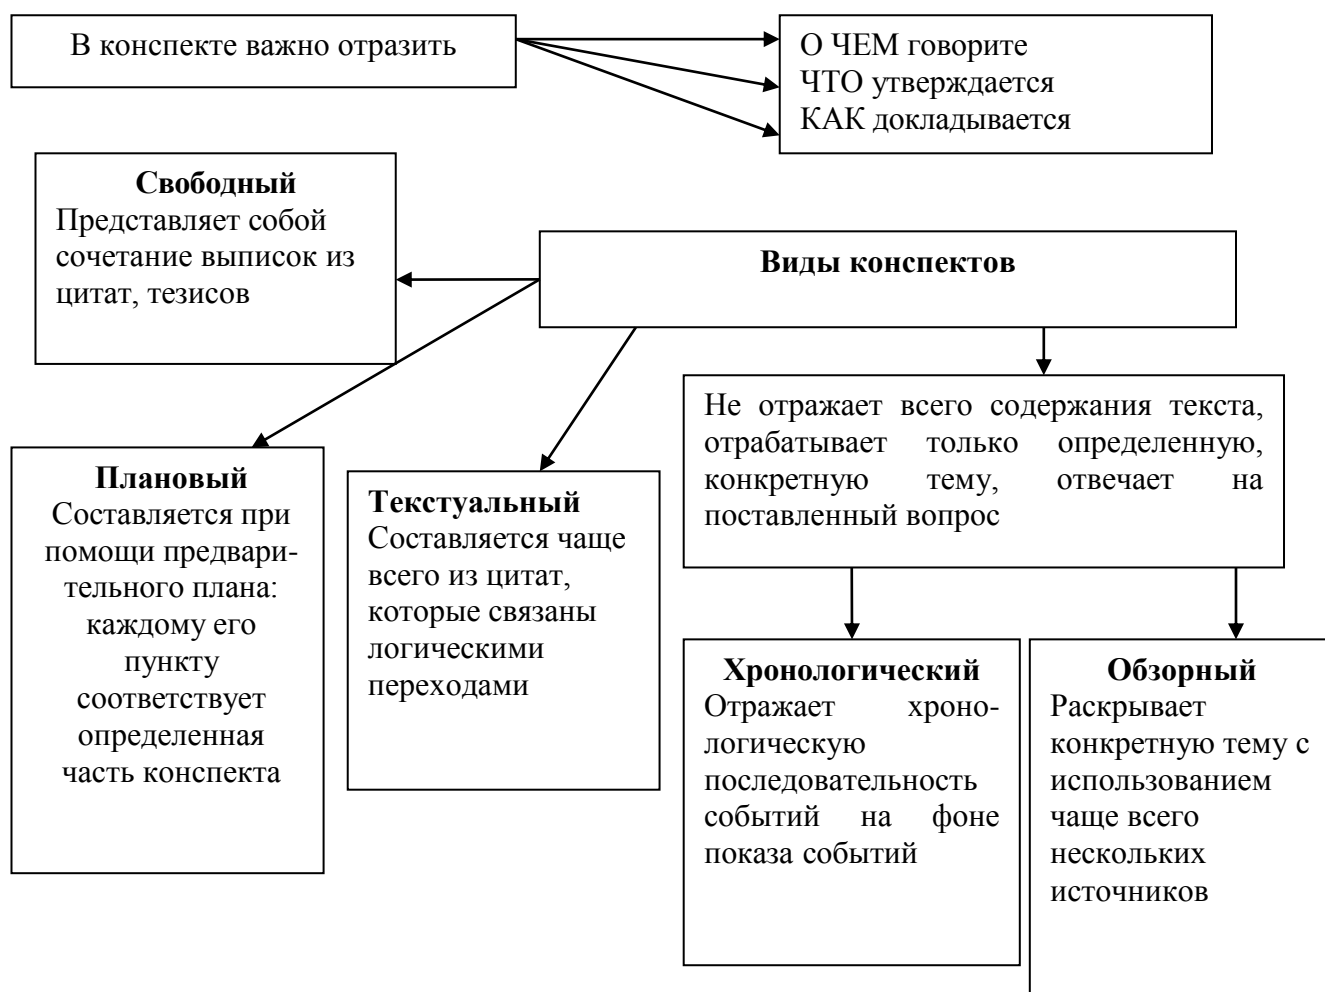 В конспекте важно отразить
О ЧЕМ говорите
ЧТО утверждается
КАК докладывается
Свободный
Представляет собой
сочетание выписок из
цитат, тезисов
Виды конспектов
Не отражает всего содержания текста,
отрабатывает только определенную,
конкретную тему, отвечает на
поставленный вопрос
Плановый
Составляется при
помощи предвари-
тельного плана:
каждому его
пункту
соответствует
определенная
часть конспекта
Текстуальный
Составляется чаще
всего из цитат,
которые связаны
логическими
переходами
Хронологический
Отражает хроно-
логическую
последовательность
событий на фоне
показа событий
Обзорный
Раскрывает
конкретную тему с
использованием
чаще всего
нескольких
источников